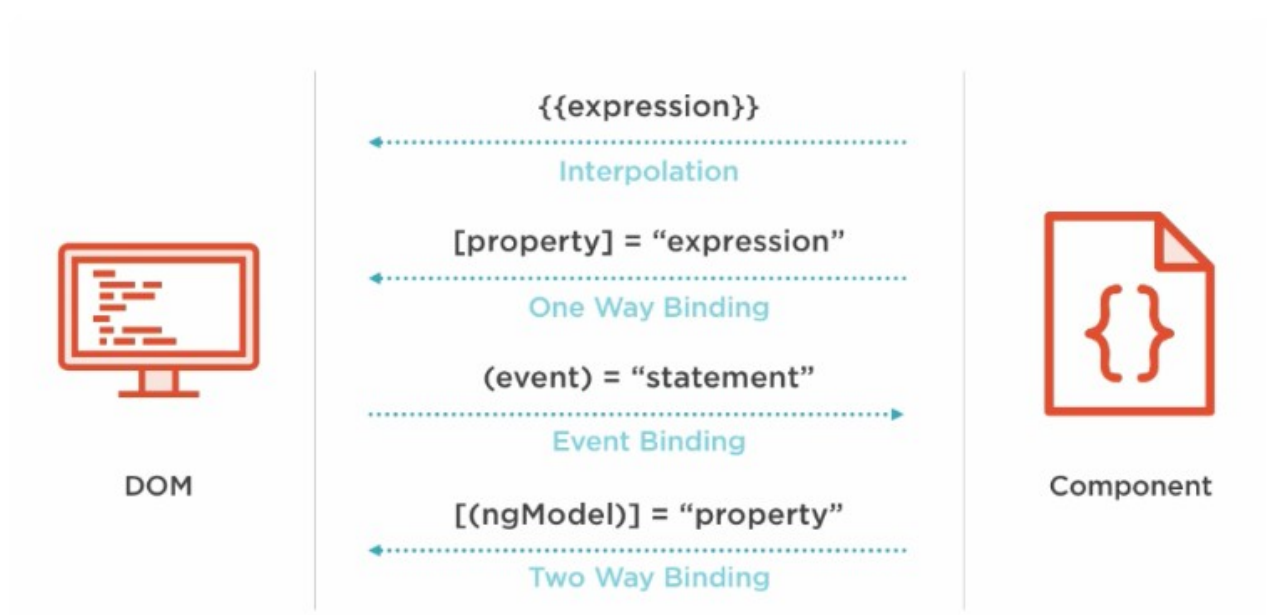 {{expression}}
Interpolation
[property] = “expression”
One Way Binding
(event) = “statement”
Event Binding
DOM
Component
[(ngModel)] = “property”
Two Way Binding